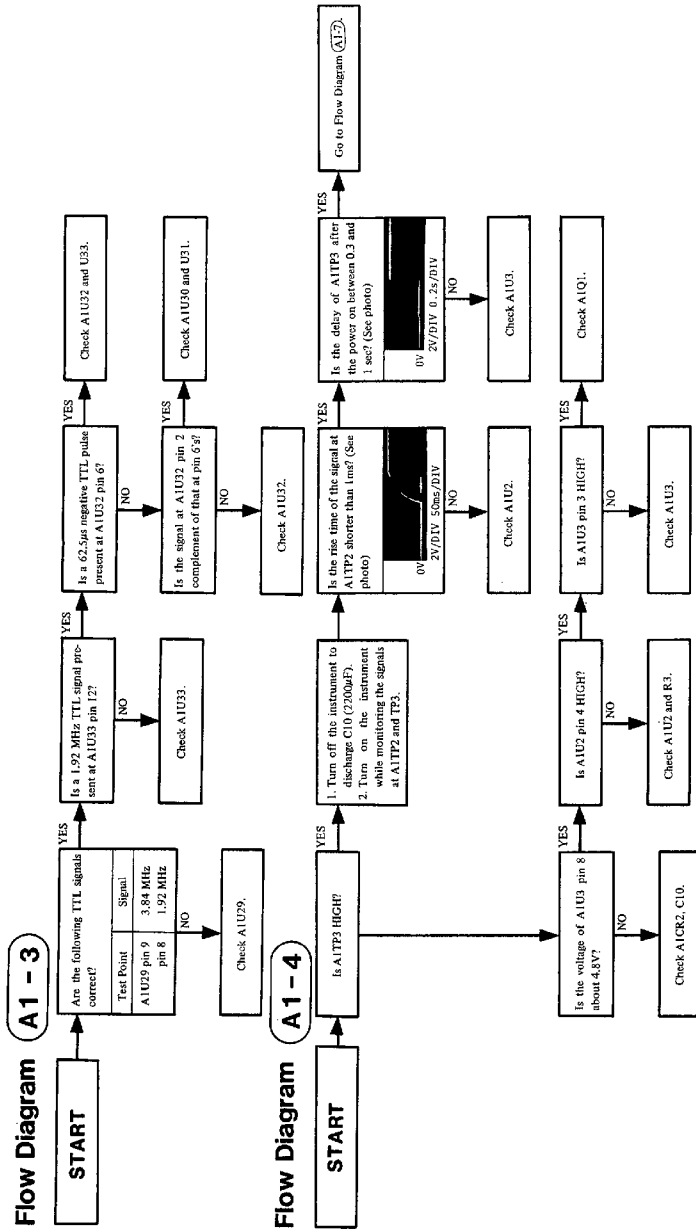 Flow Diagram A1-3
START
Are the following TTL signals
correct?
Test Point Signal
A1U29 pin 9 3.84 MHz
pin 8 1.92 MHz
NO
Check A1U29.
YES
Is a 1.92 MHz TTL signal pre-
sent at A1U33 pin 12?
NO
Check A1U33.
YES
Is a 62.5µs negative TTL pulse
present at A1U32 pin 6?
YES
Check A1U32 and U33.
NO
Is the signal at A1U32 pin 2
complement of that at pin 6's?
YES
Check A1U30 and U31.
NO
Check A1U32.
Flow Diagram A1-4
START
Is A1TP3 HIGH?
YES
1. Turn off the instrument to
discharge C10 (2200µF).
2. Turn on the instrument
while monitoring the signals
at A1TP2 and TP3.
Is the rise time of the signal at
A1TP2 shorter than 1ms? (See
photo)
0V
2V/DIV 50ms/DIV
NO
Check A1U2.
YES
Is the delay of A1TP3 after
the power on between 0.3 and
1 sec? (See photo)
0V
2V/DIV 0.2s/DIV
NO
Check A1U3.
YES
Go to Flow Diagram A1-7.
Is the voltage of A1U3 pin 8
about 4.8V?
NO
Check A1CR2, C10.
YES
Is A1U2 pin 4 HIGH?
NO
Check A1U2 and R3.
YES
Is A1U3 pin 3 HIGH?
NO
Check A1U3.
YES
Check A1Q1.